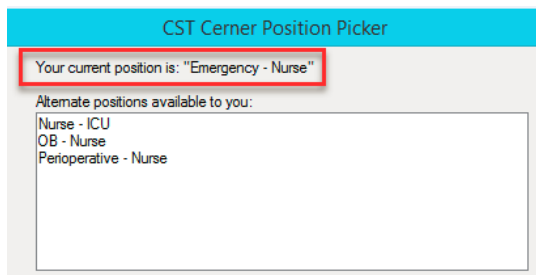 CST Cerner Position Picker
Your current position is: "Emergency - Nurse"
Alternate positions available to you:
Nurse - ICU
OB - Nurse
Perioperative - Nurse